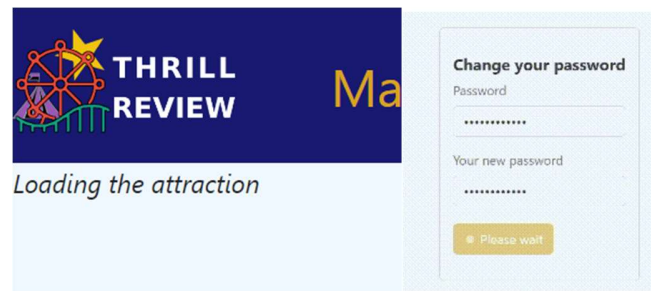 THRILL
REVIEW
Ma
Loading the attraction
Change your password
Password
••••••••••••
Your new password
••••••••••••
Please wait